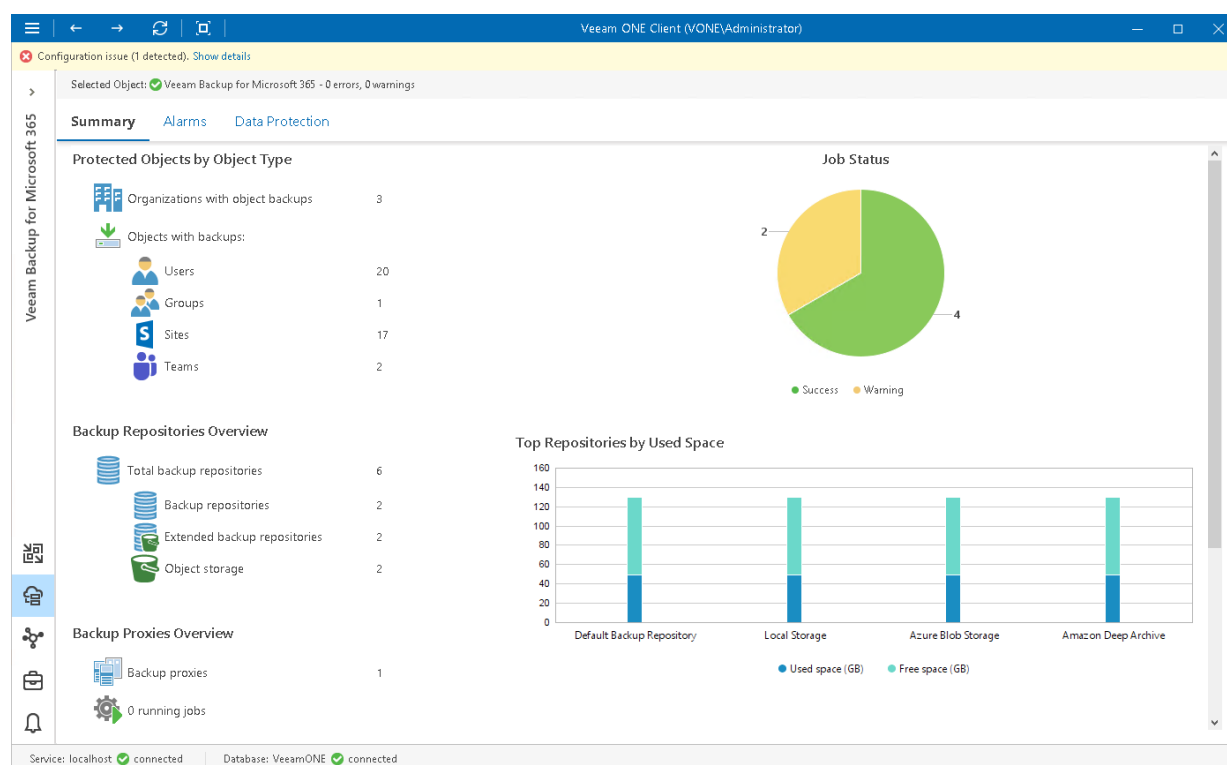 Veeam ONE Client (VONE\Administrator)
Configuration issue (1 detected). Show details
Selected Object: Veeam Backup for Microsoft 365 - 0 errors, 0 warnings
Veeam Backup for Microsoft 365
Summary Alarms Data Protection
Protected Objects by Object Type
Organizations with object backups 3
Objects with backups:
Users 20
Groups 1
Sites 17
Teams 2
Job Status
2
4
Success Warning
Backup Repositories Overview
Total backup repositories 6
Backup repositories 2
Extended backup repositories 2
Object storage 2
Top Repositories by Used Space
160
140
120
100
80
60
40
20
0
Default Backup Repository Local Storage Azure Blob Storage Amazon Deep Archive
Used space (GB) Free space (GB)
Backup Proxies Overview
Backup proxies 1
0 running jobs
Service: localhost connected Database: VeeamONE connected